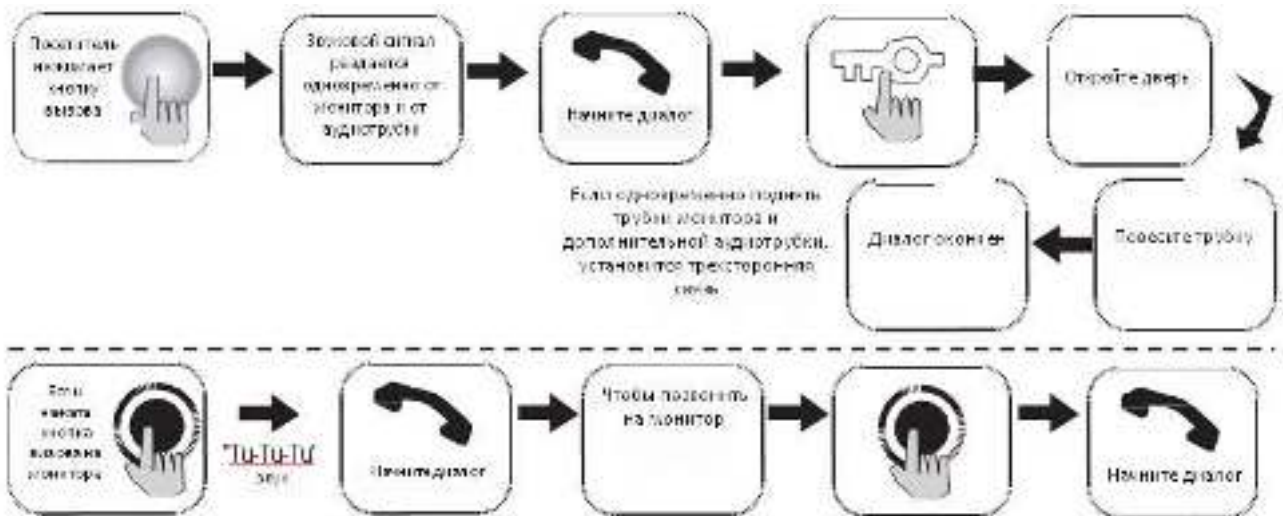 Посетитель
нажимает
кнопку
вызова
Звуковой сигнал
раздается
одновременно от
монитора и от
аудиотрубки
Начните диалог
Откройте дверь
Если одновременно поднять
трубки монитора и
дополнительной аудиотрубки,
установится трехсторонняя
связь
Диалог окончен
Повесьте трубку
Если
нажата
кнопка
вызова на
мониторе
"Tu-Tu-Tu"
звук
Начните диалог
Чтобы позвонить
на монитор
Начните диалог